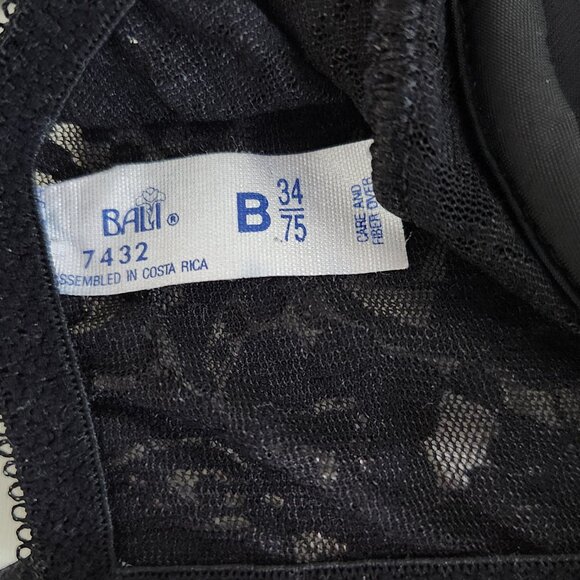 BALI®
7432
ASSEMBLED IN COSTA RICA
B 34
75
CARE AND
FIBER OVER